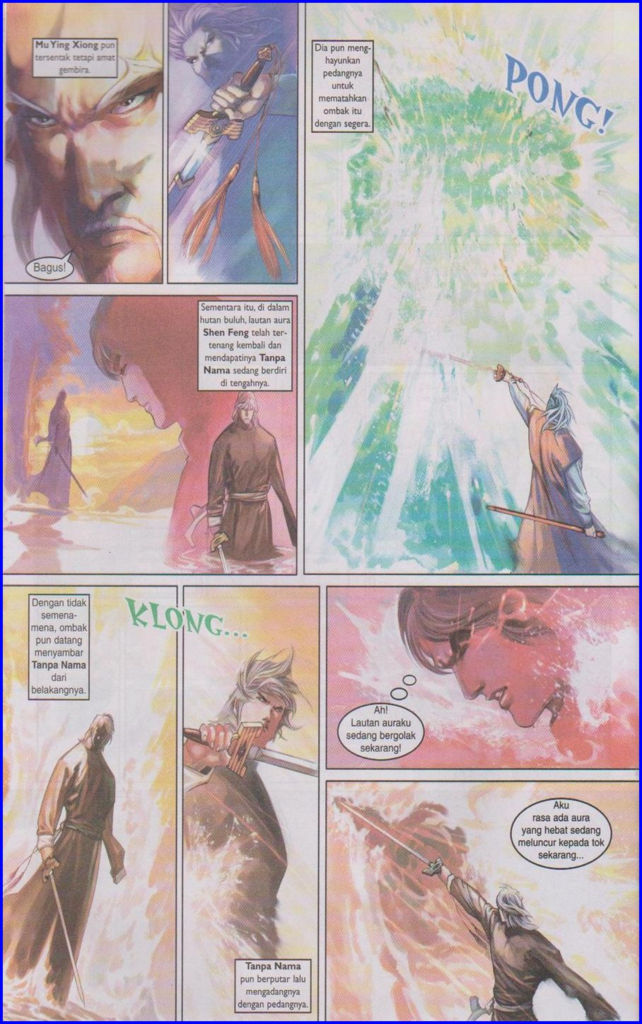 Mu Ying Xiong pun
tersentak tetapi amat
gembira.
Bagus!
Dia pun meng-
hayunkan
pedangnya
untuk
mematahkan
ombak itu
dengan segera.
PONG!
Sementara itu, di dalam
hutan buluh, lautan aura
Shen Feng telah ter-
tenang kembali dan
mendapatinya Tanpa
Nama sedang berdiri
di tengahnya.
Dengan tidak
semena-
mena, ombak
pun datang
menyambar
Tanpa Nama
dari
belakangnya.
KLONG...
Tanpa Nama
pun berputar lalu
mengadangnya
dengan pedangnya.
Ah!
Lautan auraku
sedang bergolak
sekarang!
Aku
rasa ada aura
yang hebat sedang
meluncur kepada tok
sekarang...